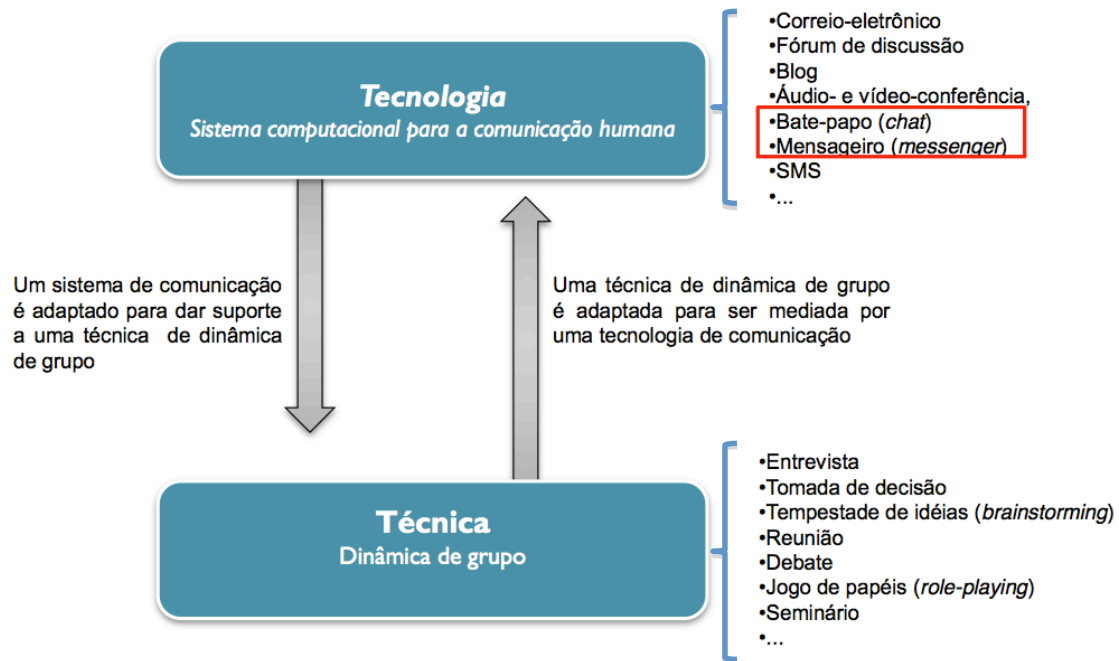 Tecnologia
Sistema computacional para a comunicação humana
•Correio-eletrônico
•Fórum de discussão
•Blog
•Áudio- e vídeo-conferência,
•Bate-papo (chat)
•Mensageiro (messenger)
•SMS
•...
Um sistema de comunicação
é adaptado para dar suporte
a uma técnica de dinâmica
de grupo
Uma técnica de dinâmica de grupo
é adaptada para ser mediada por
uma tecnologia de comunicação
Técnica
Dinâmica de grupo
•Entrevista
•Tomada de decisão
•Tempestade de idéias (brainstorming)
•Reunião
•Debate
•Jogo de papéis (role-playing)
•Seminário
•...